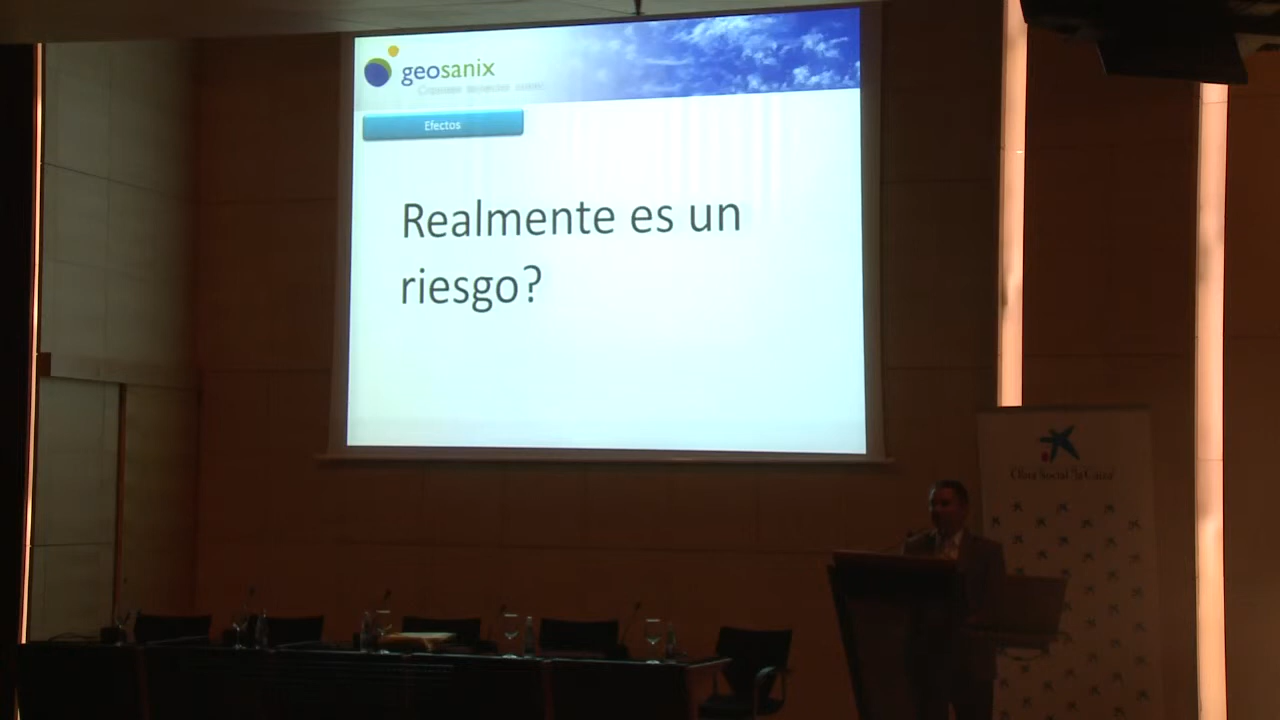 geosanix
Efectos
Realmente es un
riesgo?
Obra Social "la Caixa"